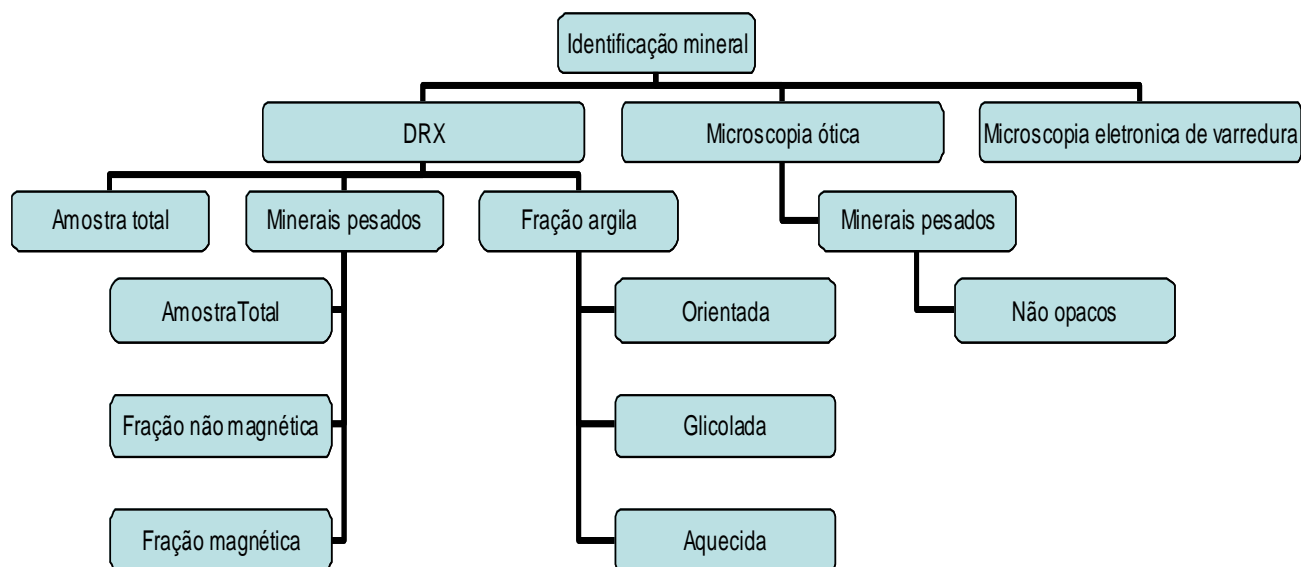 Identificação mineral
DRX
Microscopia ótica
Microscopia eletronica de varredura
Amostra total
Minerais pesados
Fração argila
Minerais pesados
AmostraTotal
Orientada
Não opacos
Fração não magnética
Glicolada
Fração magnética
Aquecida